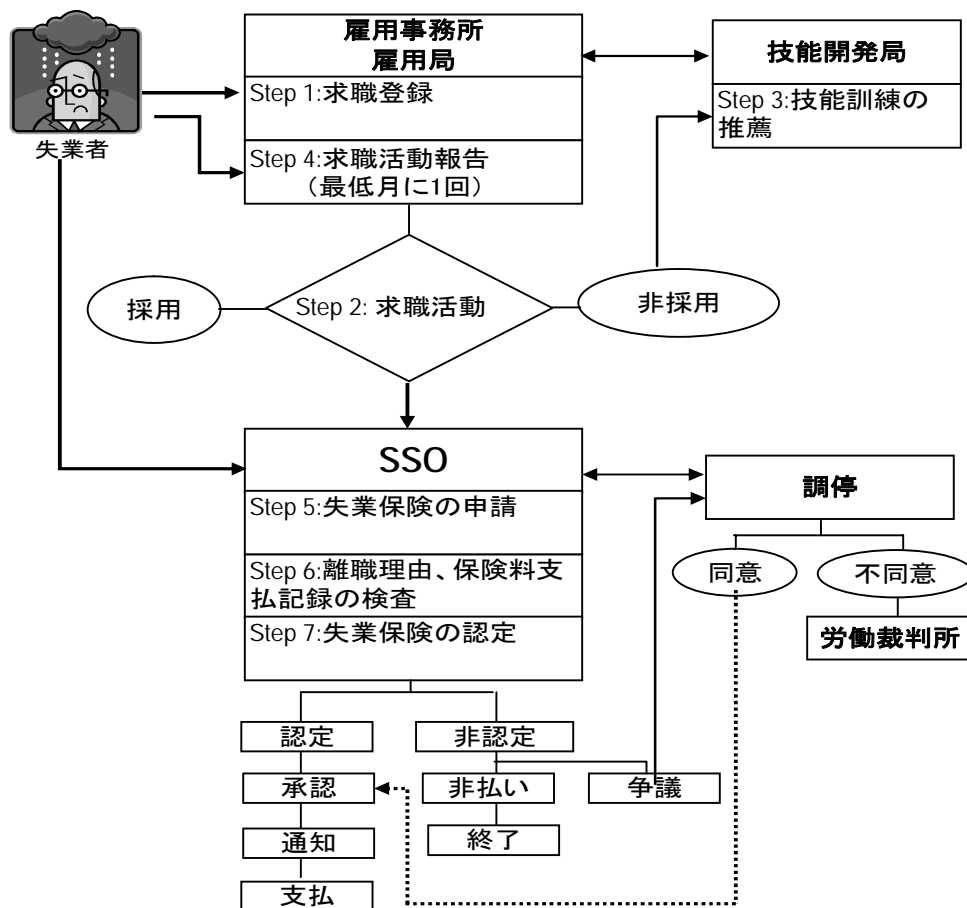 雇用事務所
雇用局
Step 1:求職登録
Step 4:求職活動報告
（最低月に1回）
技能開発局
Step 3:技能訓練の
推薦
失業者
採用
Step 2: 求職活動
非採用
SSO
Step 5:失業保険の申請
Step 6:離職理由、保険料支
払記録の検査
Step 7:失業保険の認定
調停
同意
不同意
労働裁判所
認定
非認定
承認
非払い
争議
通知
終了
支払